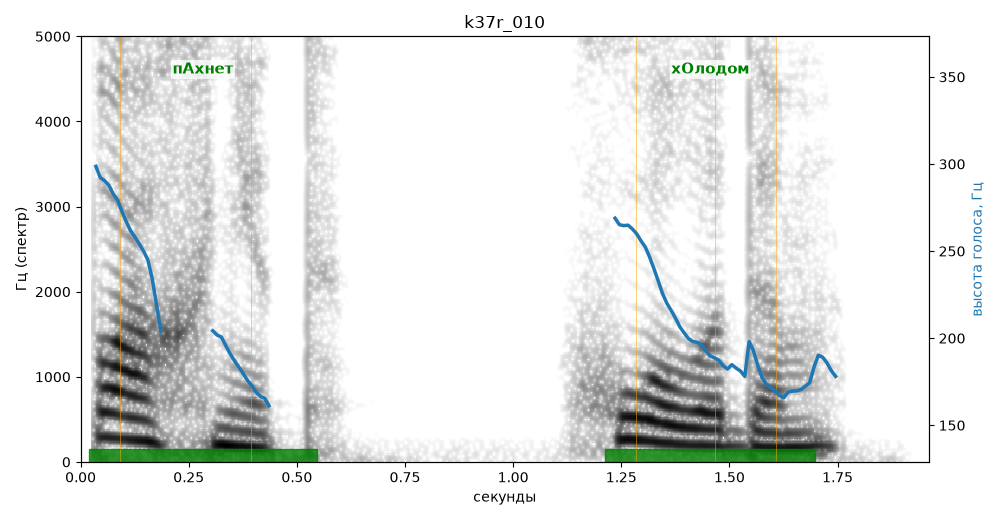 k37r_010
пАхнет
хОлодом
5000
4000
3000
2000
1000
0
Гц (спектр)
350
300
250
200
150
высота голоса, Гц
0.00 0.25 0.50 0.75 1.00 1.25 1.50 1.75
секунды